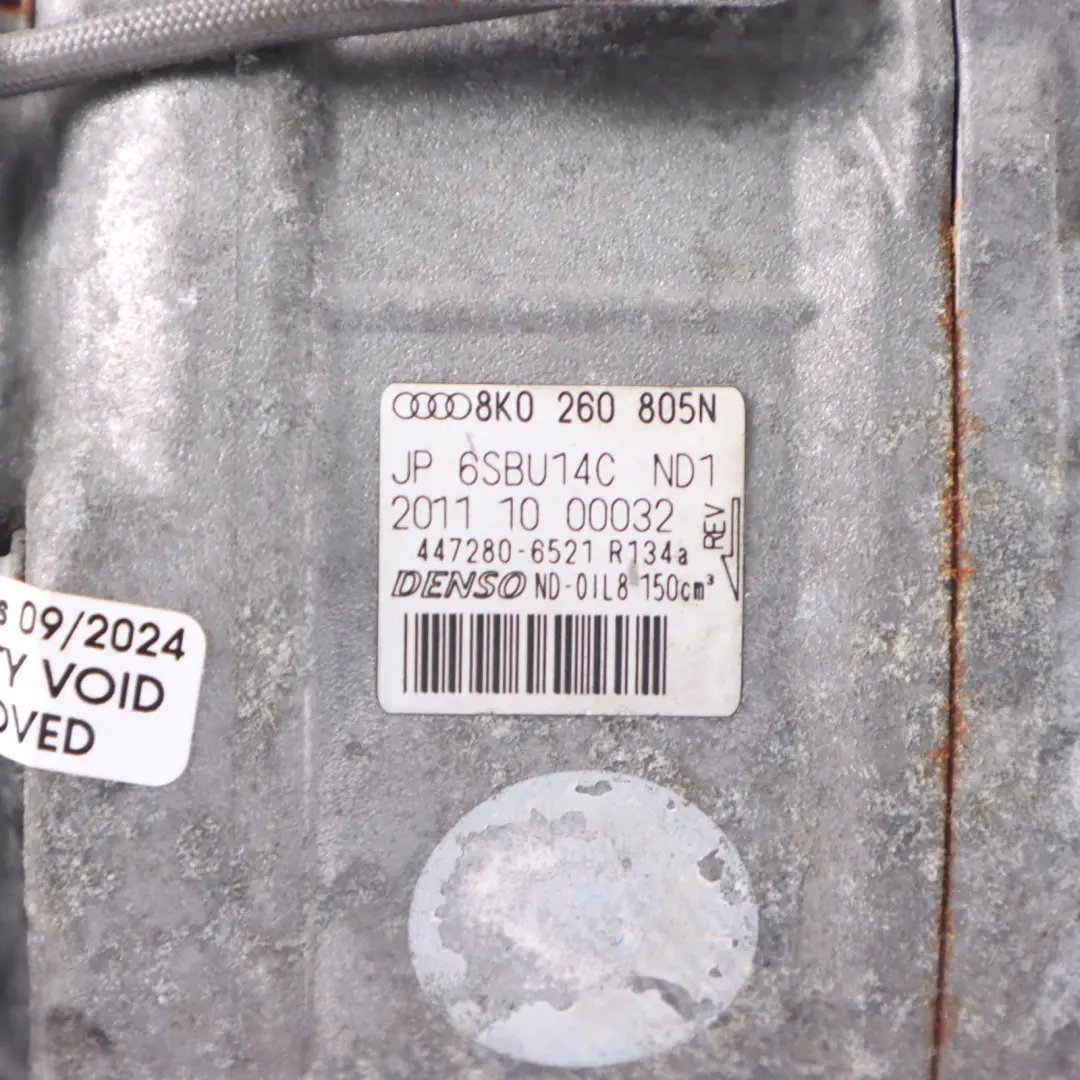 8K0 260 805N
JP 6SBU14C ND1
2011 10 00032
REV
447280-6521 R134a
DENSO ND-OIL8 150cm³
09/2024
VOID